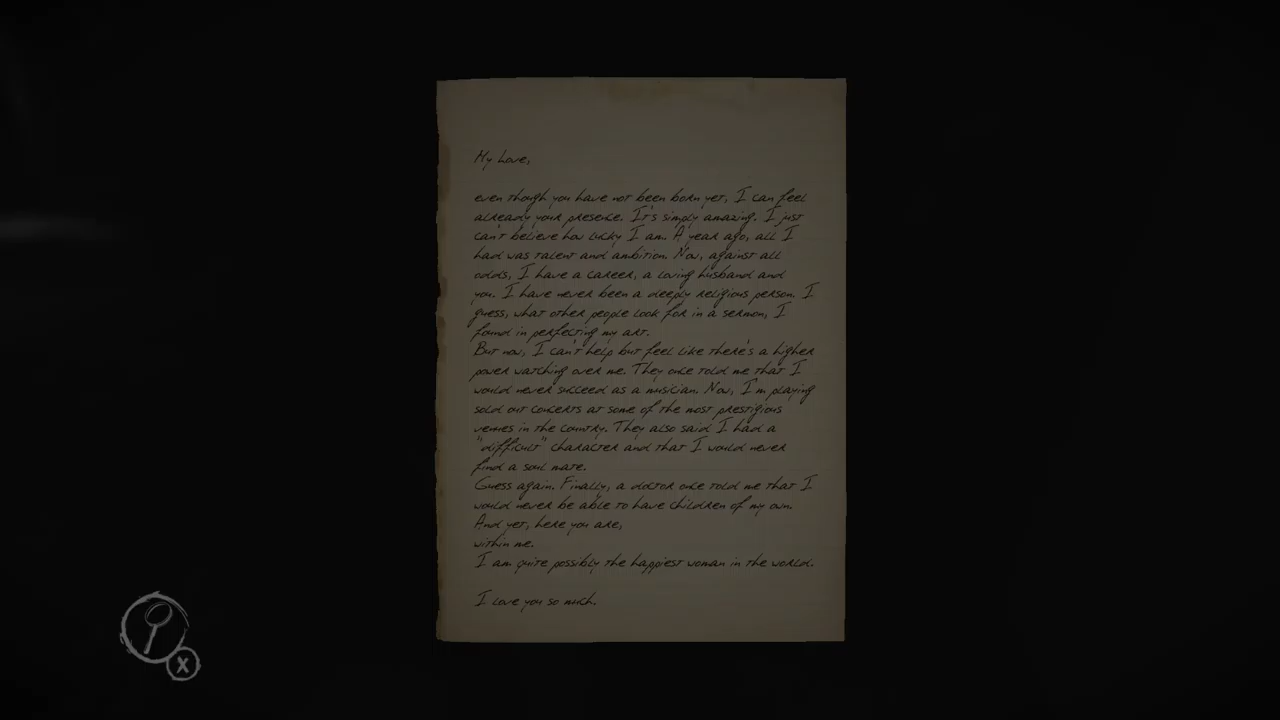 My Love,
even though you have not been born yet, I can feel
already your presence. It's simply amazing. I just
can't believe how lucky I am. A year ago, all I
had was talent and ambition. Now, against all
odds, I have a career, a loving husband and
you. I have never been a deeply religious person. I
guess, what other people look for in a sermon, I
found in perfecting my art.
But now, I can't help but feel like there's a higher
power watching over me. They once told me that I
would never succeed as a musician. Now, I'm playing
sold out concerts at some of the most prestigious
venues in the country. They also said I had a
"difficult" character and that I would never
find a soul mate.
Guess again. Finally, a doctor once told me that I
would never be able to have children of my own.
And yet, here you are,
within me.
I am quite possibly the happiest woman in the world.
I love you so much.
X